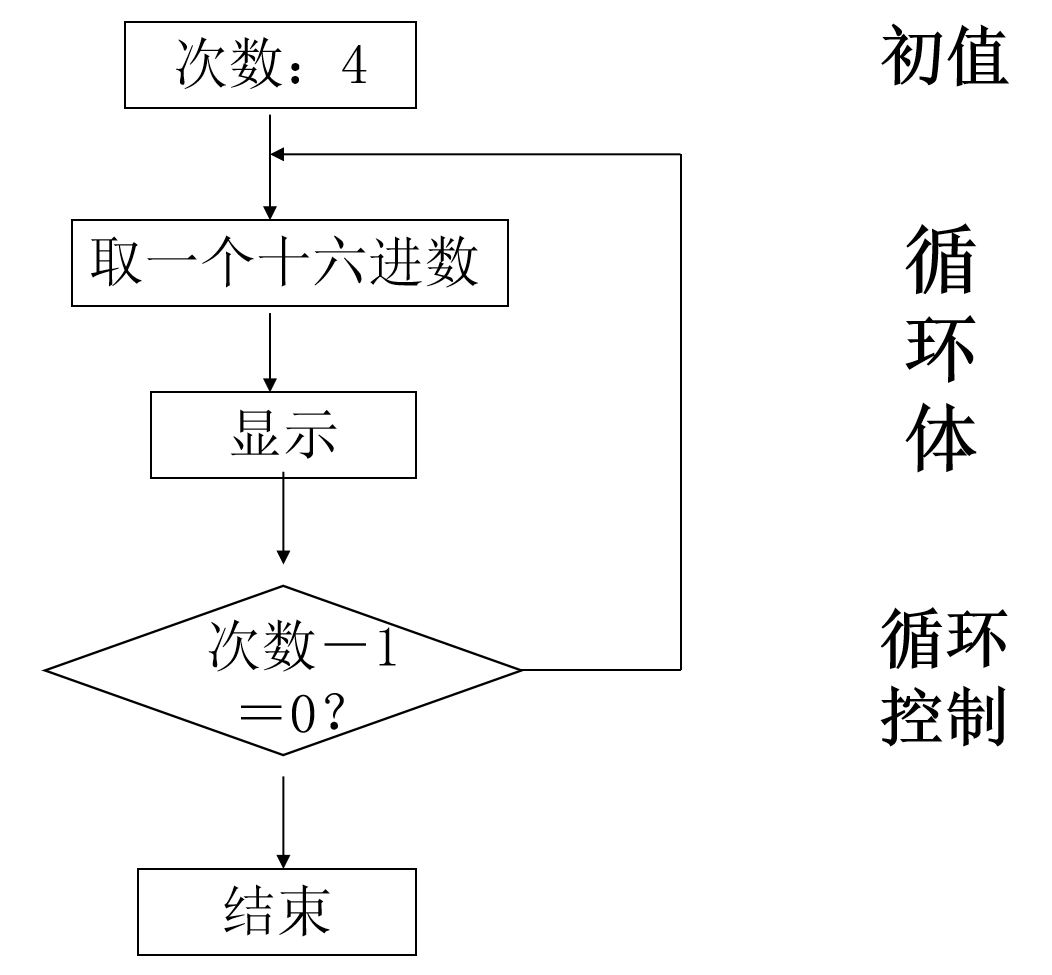 次数：4
初值
取一个十六进数
循
环
体
显示
次数－1
＝0？
循环
控制
结束